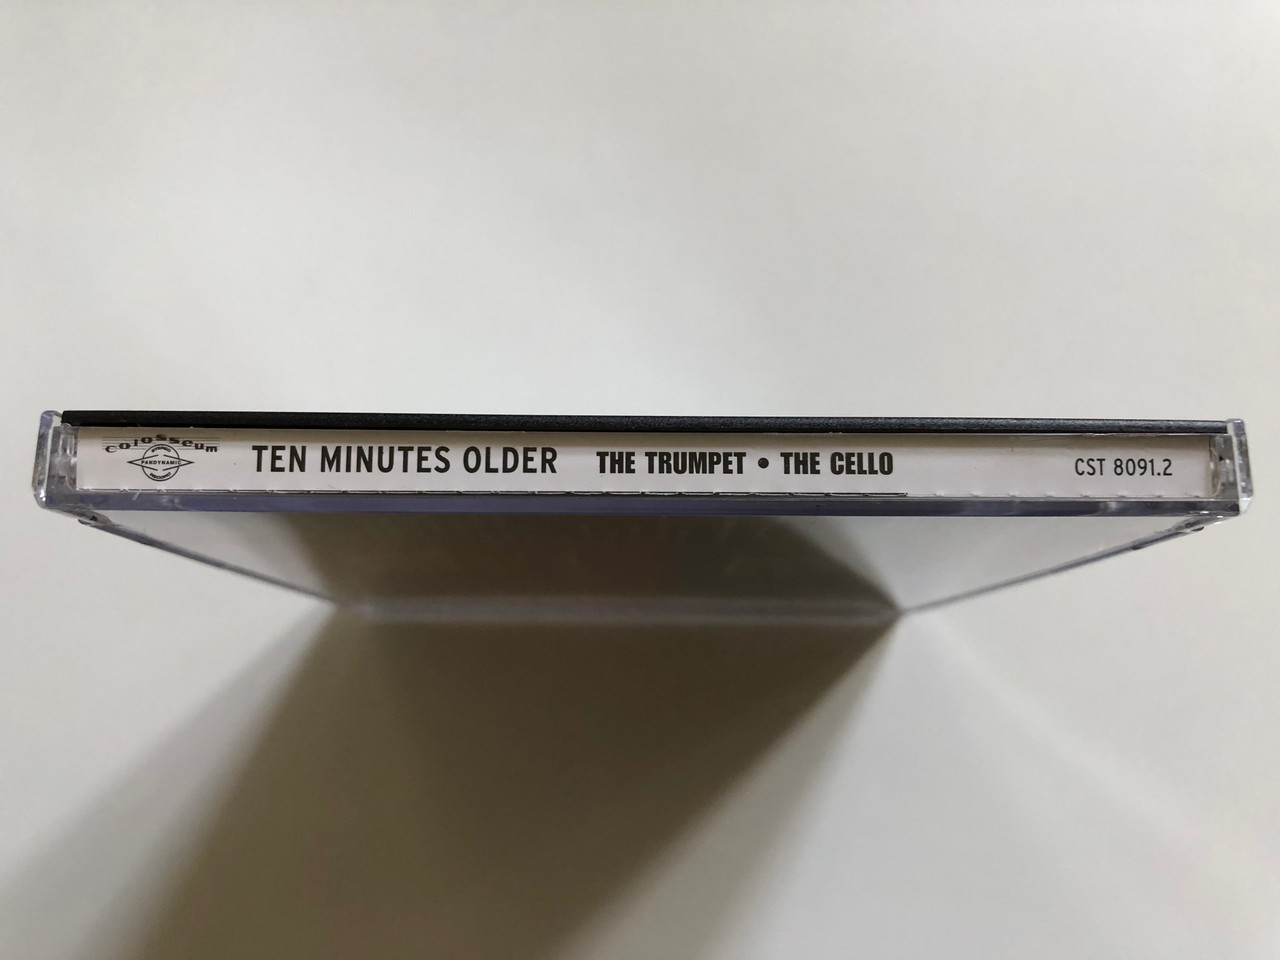 colosseum
PANDYNAMIC
TEN MINUTES OLDER THE TRUMPET • THE CELLO
CST 8091.2